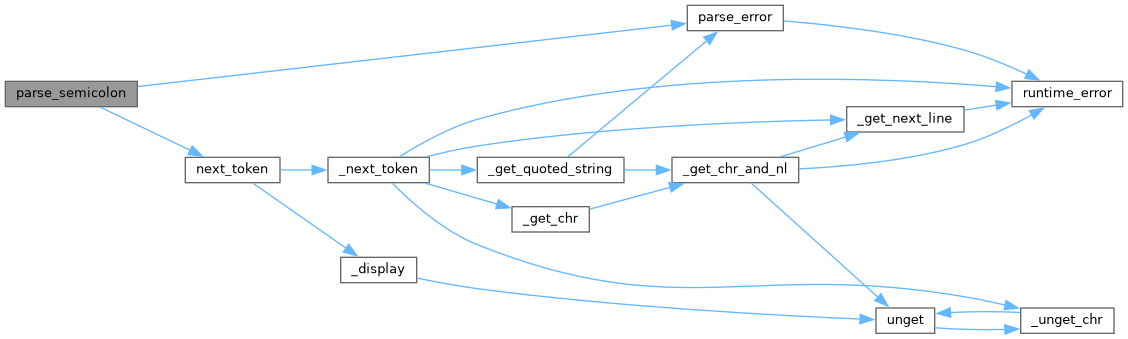 parse_error
parse_semicolon
runtime_error
_get_next_line
next_token
_next_token
_get_quoted_string
_get_chr_and_nl
_get_chr
_display
unget
_unget_chr